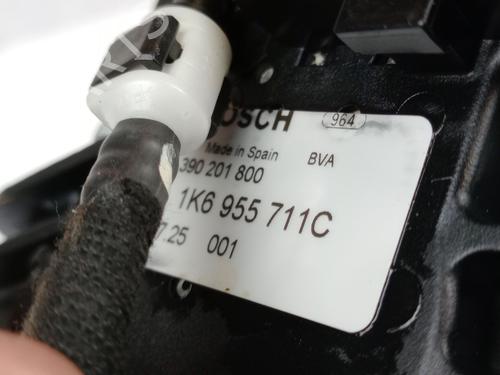 OSCH
964
Made in Spain BVA
390 201 800
1K6 955 711C
7.25 001